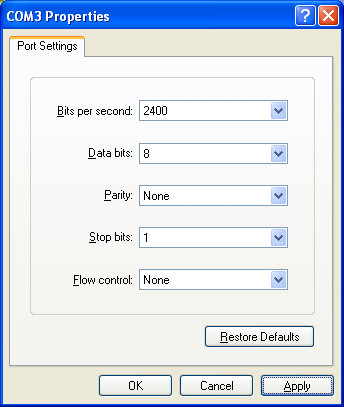 COM3 Properties
Port Settings
Bits per second: 2400
Data bits: 8
Parity: None
Stop bits: 1
Flow control: None
Restore Defaults
OK Cancel Apply